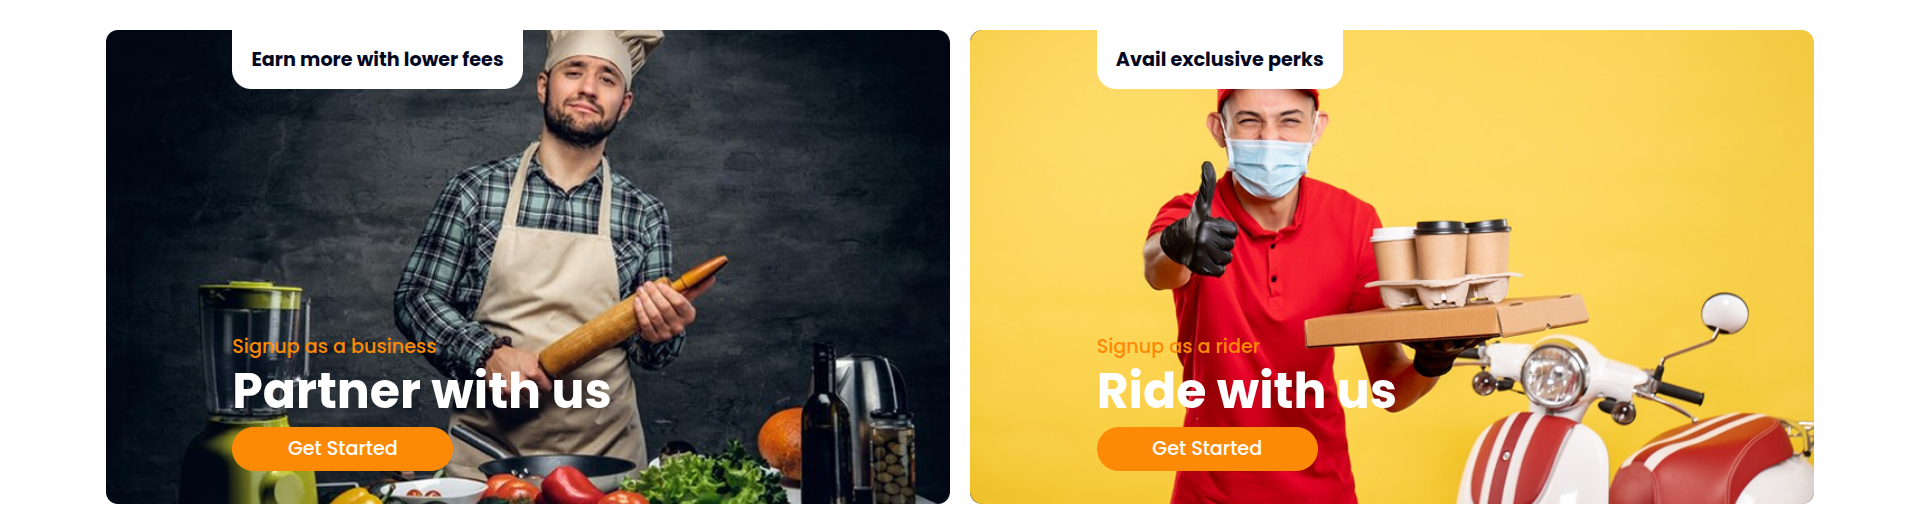 Earn more with lower fees
Signup as a business
Partner with us
Get Started
Avail exclusive perks
Signup as a rider
Ride with us
Get Started